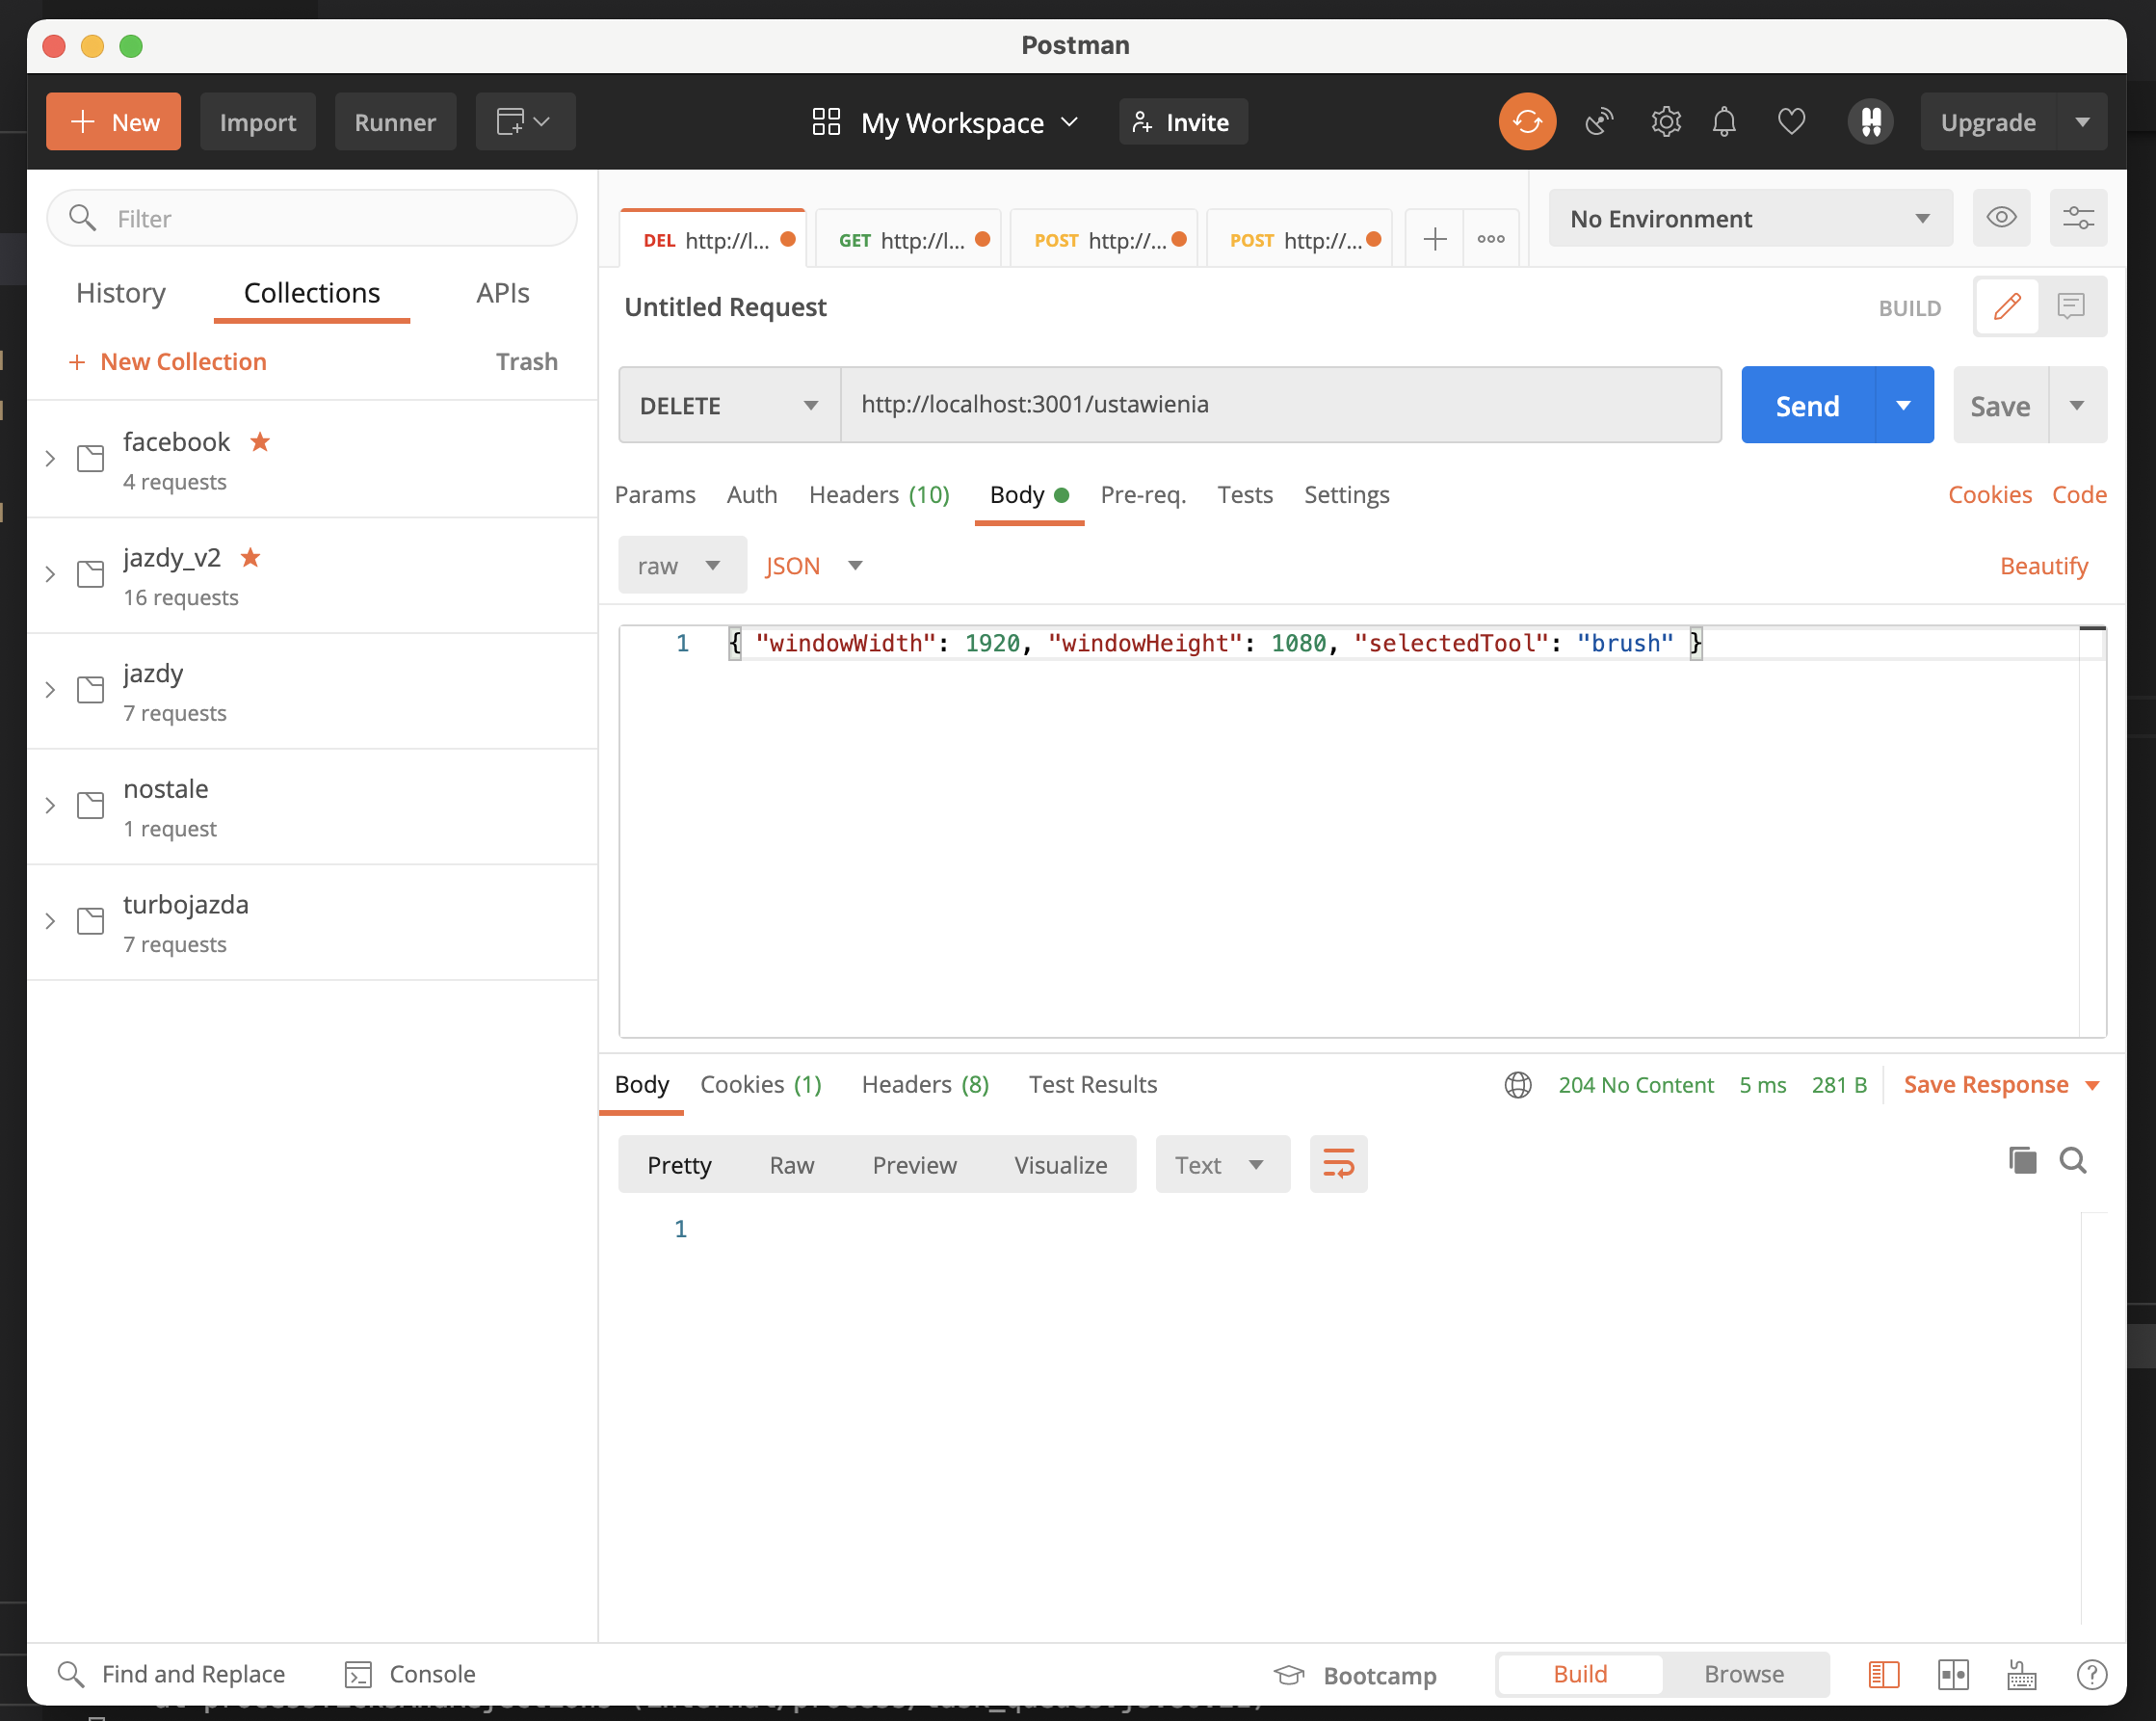 Postman
New
Import
Runner
My Workspace
Invite
Upgrade
Filter
History
Collections
APIs
New Collection
Trash
facebook
4 requests
jazdy_v2
16 requests
jazdy
7 requests
nostale
1 request
turbojazda
7 requests
DEL http://l...
GET http://l...
POST http://...
POST http://...
No Environment
Untitled Request
BUILD
DELETE
http://localhost:3001/ustawienia
Send
Save
Params
Auth
Headers (10)
Body
Pre-req.
Tests
Settings
Cookies
Code
raw
JSON
Beautify
1 { "windowWidth": 1920, "windowHeight": 1080, "selectedTool": "brush" }
Body
Cookies (1)
Headers (8)
Test Results
204 No Content
5 ms
281 B
Save Response
Pretty
Raw
Preview
Visualize
Text
1
Find and Replace
Console
Bootcamp
Build
Browse